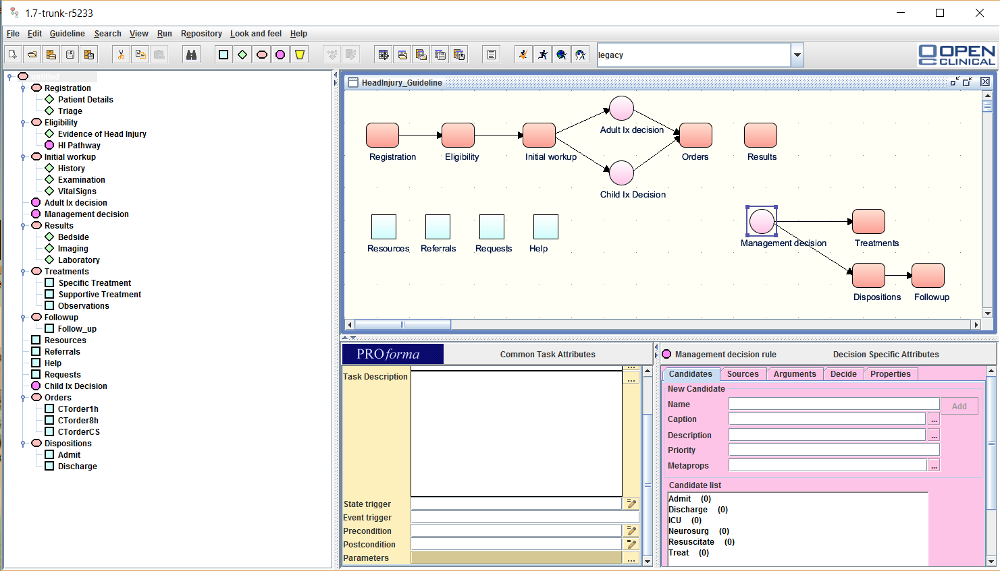 1.7-trunk-r5233
File Edit Guideline Search View Run Repository Look and feel Help
legacy
OPEN
CLINICAL
untitled
Registration
Patient Details
Triage
Eligibility
Evidence of Head Injury
HI Pathway
Initial workup
History
Examination
VitalSigns
Adult Ix decision
Management decision
Results
Bedside
Imaging
Laboratory
Treatments
Specific Treatment
Supportive Treatment
Observations
Followup
Follow_up
Resources
Referrals
Help
Requests
Child Ix Decision
Orders
CTorder1h
CTorder8h
CTorderCS
Dispositions
Admit
Discharge
HeadInjury_Guideline
Adult Ix decision
Registration Eligibility Initial workup Orders Results
Child Ix Decision
Resources Referrals Requests Help
Management decision Treatments
Dispositions Followup
PROforma Common Task Attributes
Task Description ...
State trigger
Event trigger
Precondition
Postcondition
Parameters ...
Management decision rule Decision Specific Attributes
Candidates Sources Arguments Decide Properties
New Candidate
Name Add
Caption ...
Description ...
Priority
Metaprops ...
Candidate list
Admit (0)
Discharge (0)
ICU (0)
Neurosurg (0)
Resuscitate (0)
Treat (0)